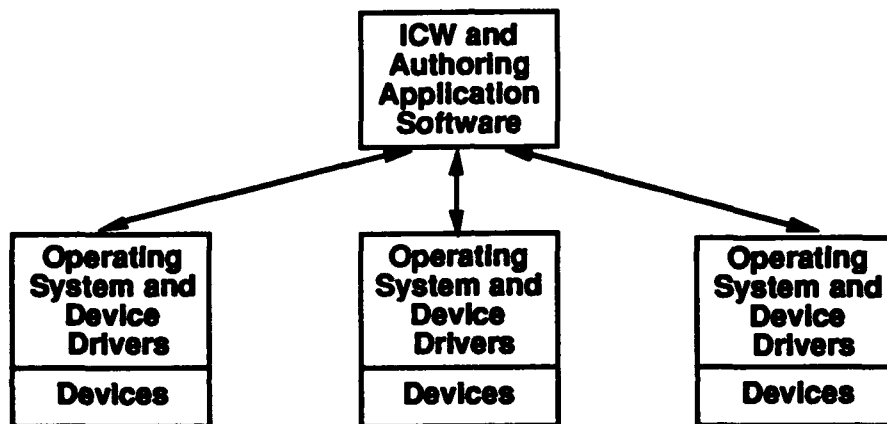 ICW and
Authoring
Application
Software
Operating
System and
Device
Drivers
Devices
Operating
System and
Device
Drivers
Devices
Operating
System and
Device
Drivers
Devices